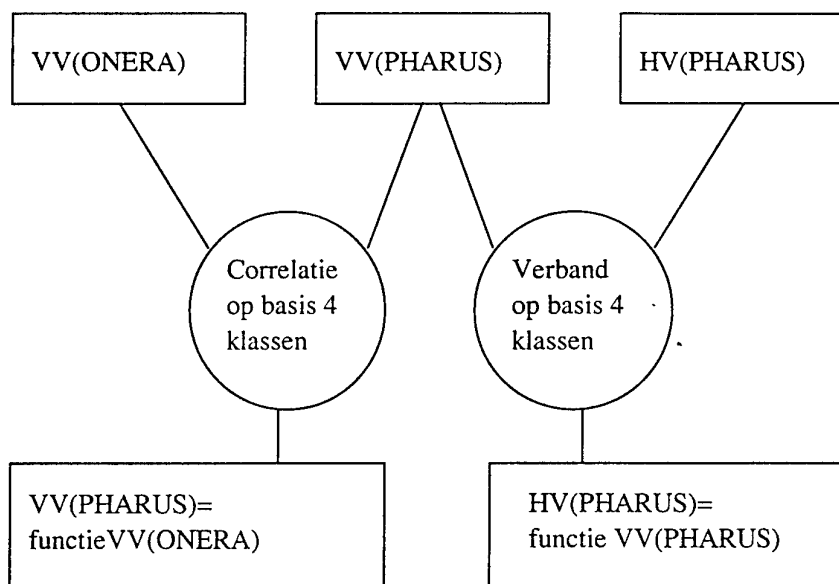 VV(ONERA)
VV(PHARUS)
HV(PHARUS)
Correlatie
op basis 4
klassen
Verband
op basis 4
klassen
VV(PHARUS)=
functieVV(ONERA)
HV(PHARUS)=
functie VV(PHARUS)